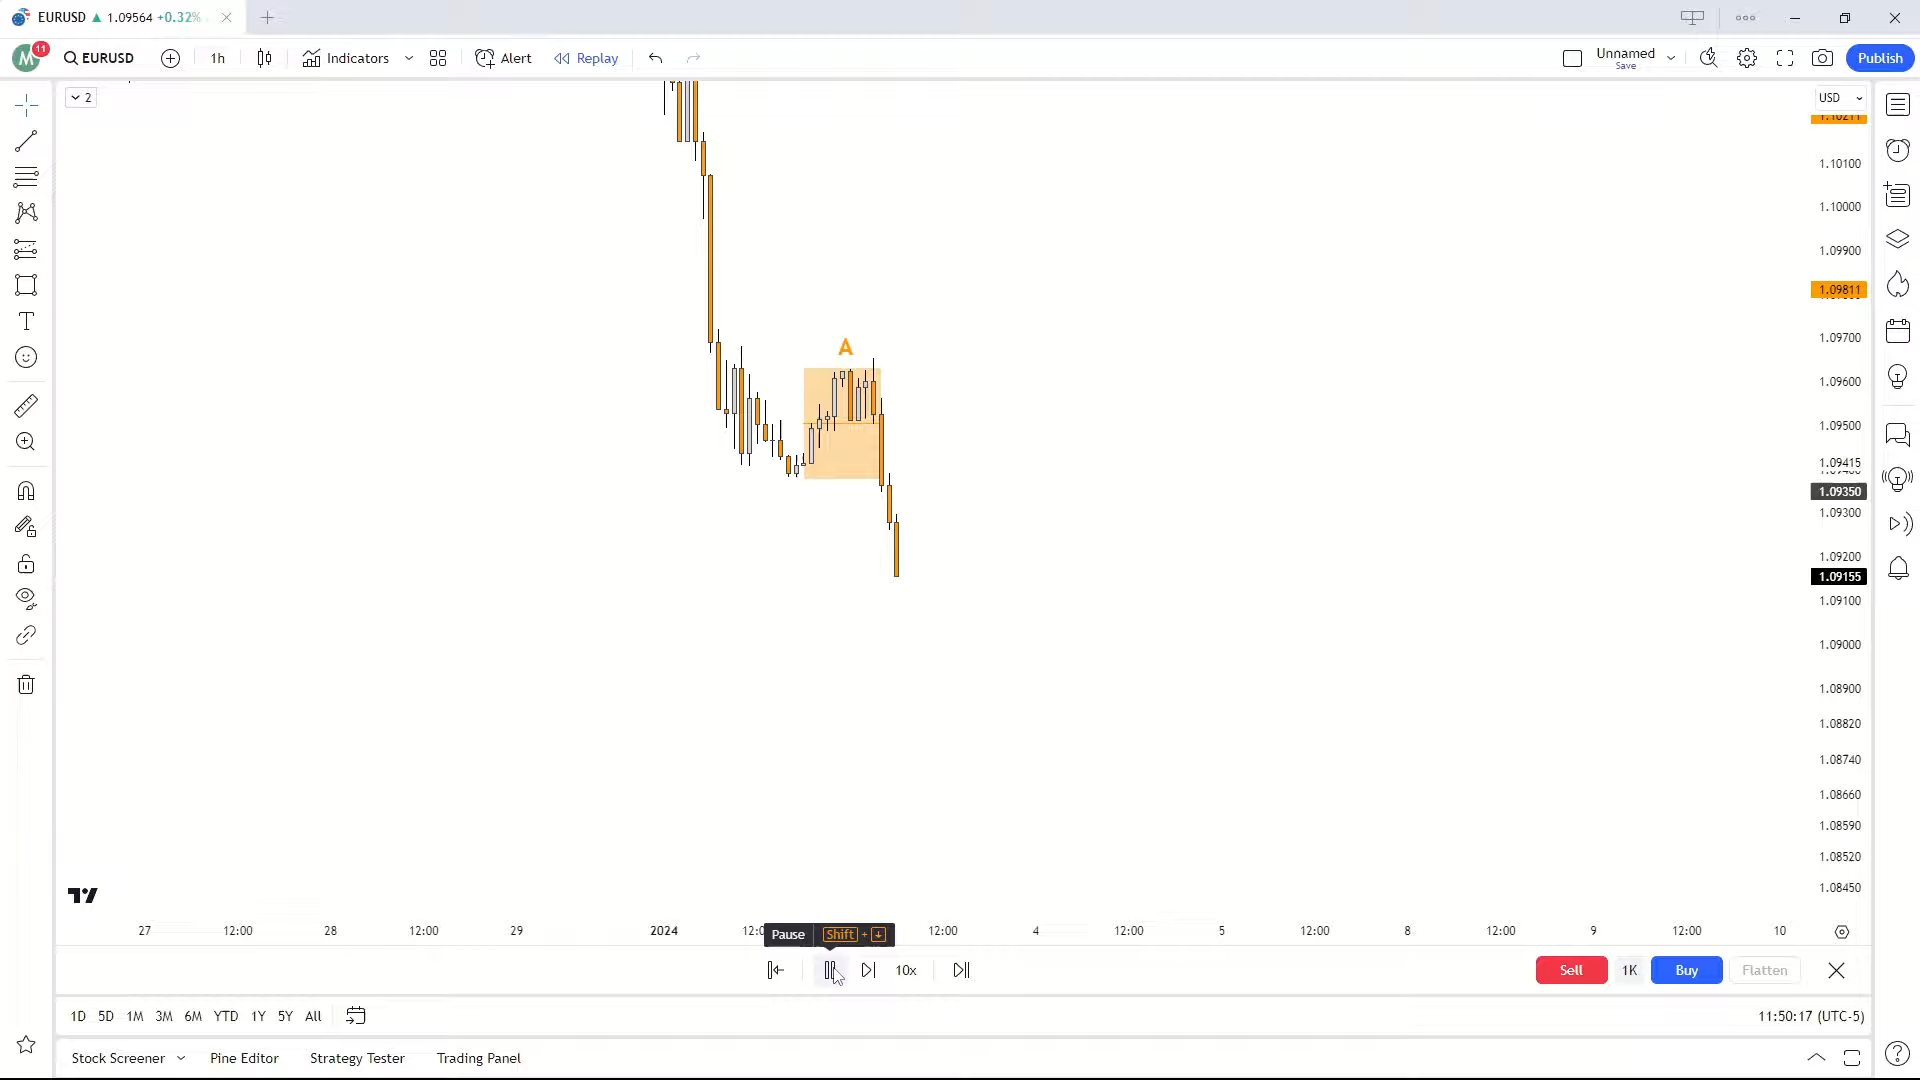 EURUSD ▲ 1.09564 +0.32%
M 11 EURUSD 1h Indicators Alert Replay Unnamed Save Publish
2
USD
1.10211
1.10100
1.10000
1.09900
1.09811
1.09700
A
1.09600
1.09500
1.09415
1.09350
1.09300
1.09200
1.09155
1.09100
1.09000
1.08900
1.08820
1.08740
1.08660
1.08590
1.08520
1.08450
27 12:00 28 12:00 29 2024 12:0 12:00 4 12:00 5 12:00 8 12:00 9 12:00 10
Pause Shift + ↓
10x Sell 1K Buy Flatten
1D 5D 1M 3M 6M YTD 1Y 5Y All 11:50:17 (UTC-5)
Stock Screener Pine Editor Strategy Tester Trading Panel